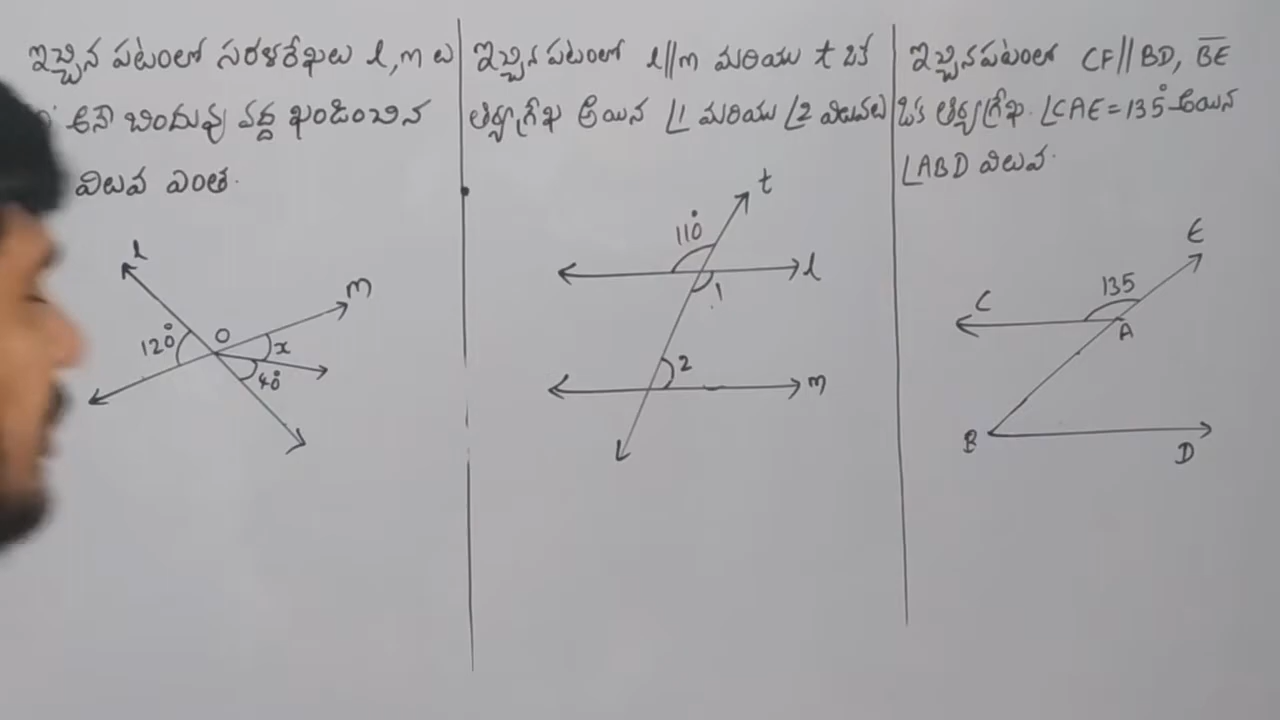 ఇచ్చిన పటంలో సరళరేఖలు l, m లు
అనే బిందువు వద్ద ఖండించిన
విలువ ఎంత.
l
m
O
120°
x
40°
ఇచ్చిన పటంలో l//m మరియు t ఒక
తిర్యగ్రేఖ అయిన ∠1 మరియు ∠2 విలువలు
t
110°
l
1
2
m
ఇచ్చిన పటంలో CF//BD, BE
ఒక తిర్యగ్రేఖ. ∠CAE = 135° అయిన
∠ABD విలువ.
E
135
C
A
B
D